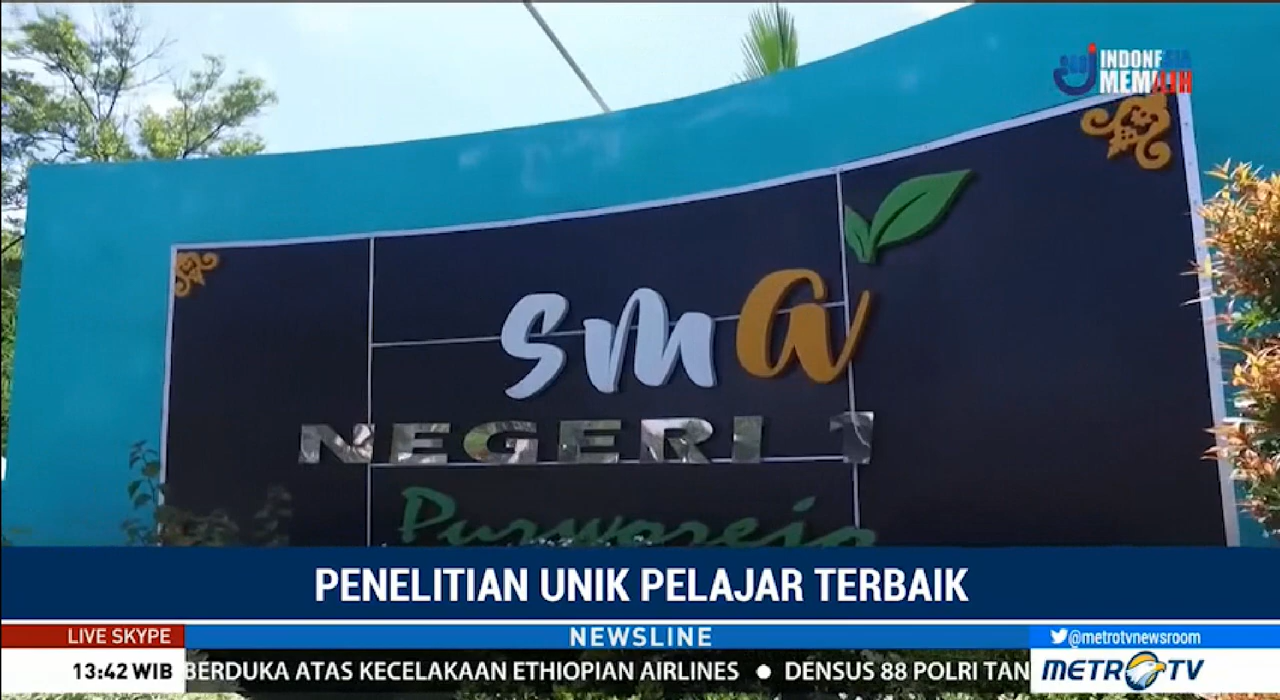 INDONESIA
MEMILIH
sma
NEGERI 1
Purworejo
PENELITIAN UNIK PELAJAR TERBAIK
LIVE SKYPE
NEWSLINE
@metrotvnewsroom
13:42 WIB
BERDUKA ATAS KECELAKAAN ETHIOPIAN AIRLINES ● DENSUS 88 POLRI TAN
METRO TV